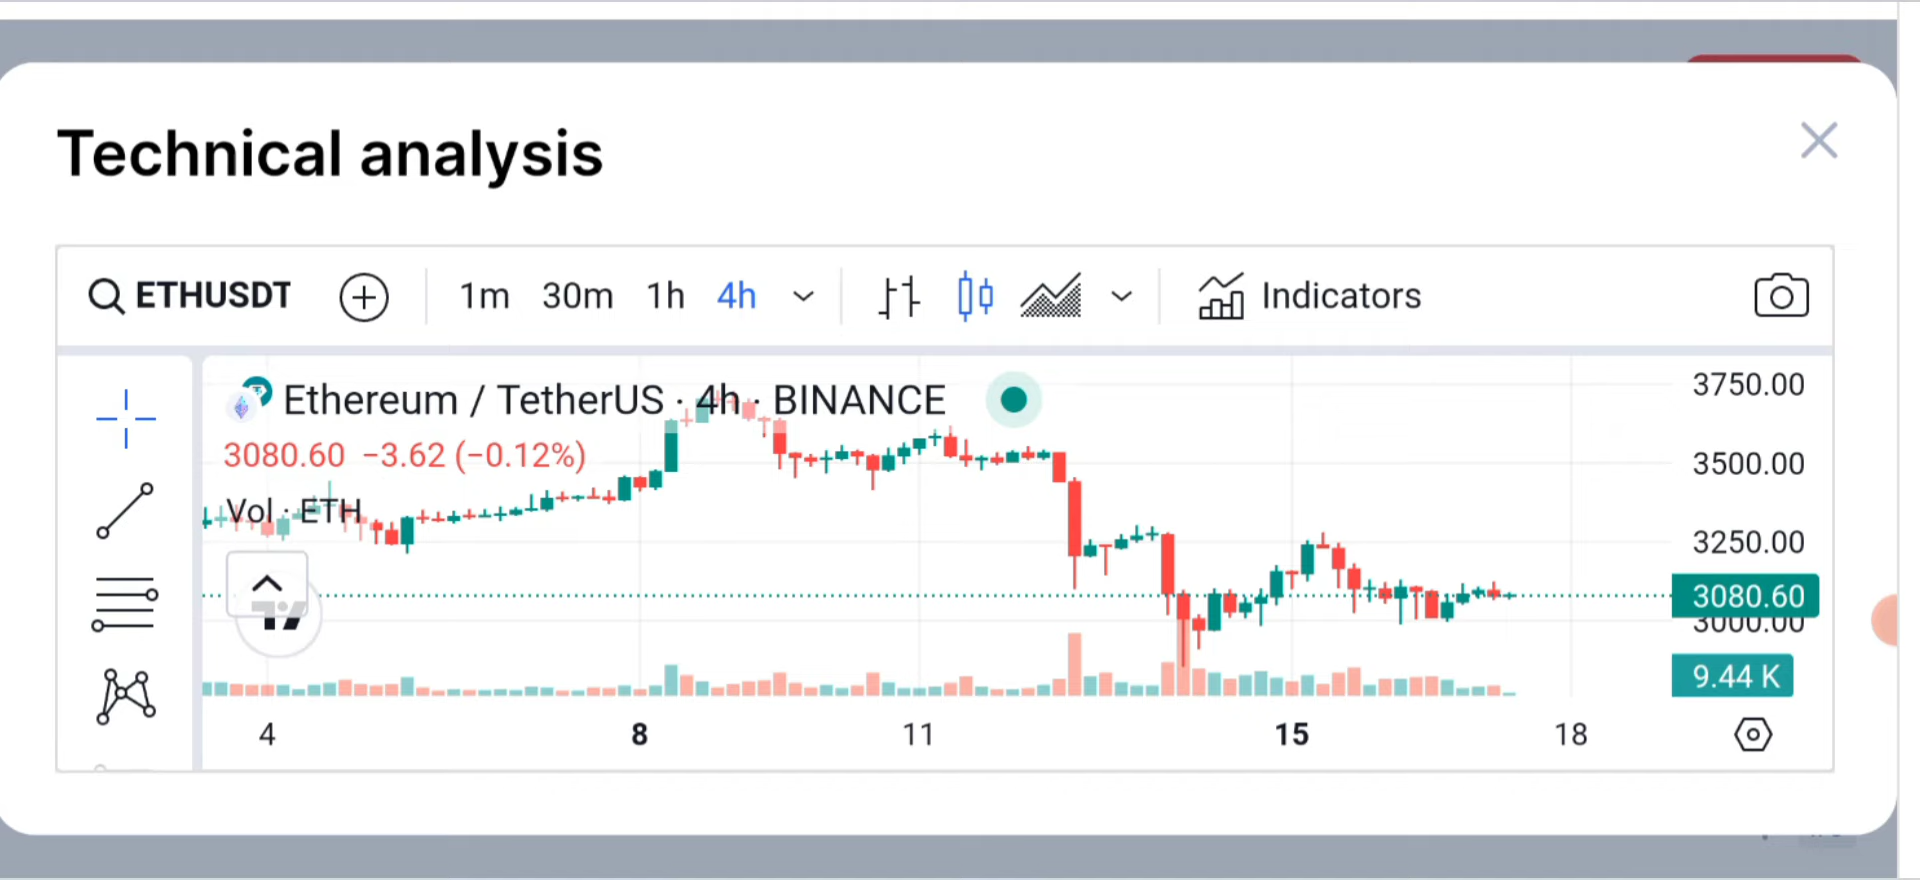 Technical analysis
ETHUSDT 1m 30m 1h 4h Indicators
Ethereum / TetherUS · 4h · BINANCE
3080.60 −3.62 (−0.12%)
Vol · ETH
3750.00
3500.00
3250.00
3080.60
3000.00
9.44 K
4 8 11 15 18